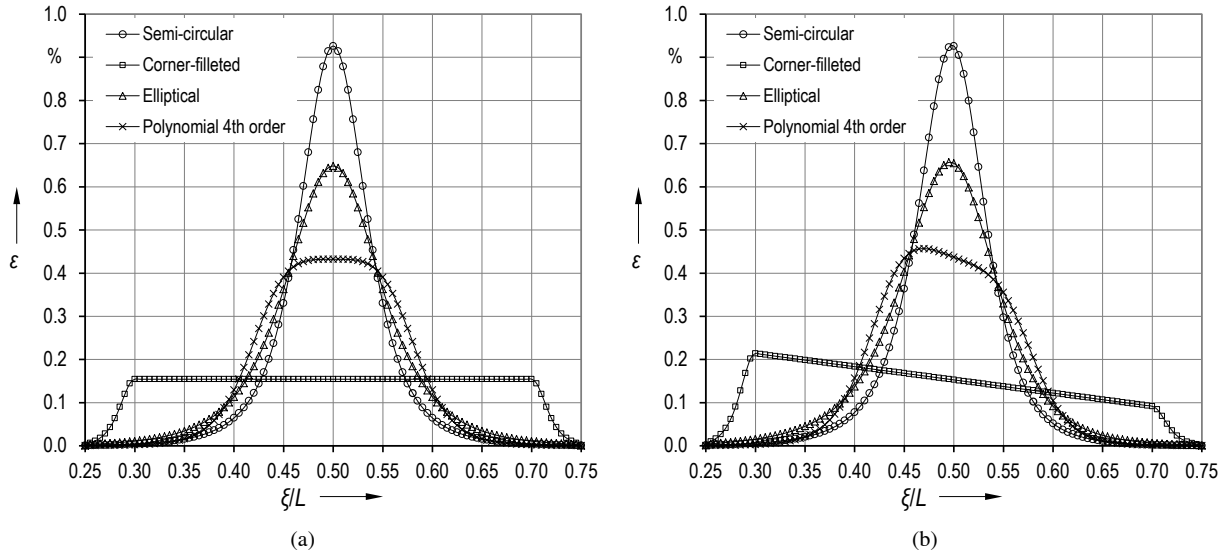 1.0
%
0.9
0.8
0.7
0.6
0.5
0.4
0.3
0.2
0.1
0.0
ε
Semi-circular
Corner-filleted
Elliptical
Polynomial 4th order
0.25 0.30 0.35 0.40 0.45 0.50 0.55 0.60 0.65 0.70 0.75
ξ/L
(a)
1.0
%
0.9
0.8
0.7
0.6
0.5
0.4
0.3
0.2
0.1
0.0
ε
Semi-circular
Corner-filleted
Elliptical
Polynomial 4th order
0.25 0.30 0.35 0.40 0.45 0.50 0.55 0.60 0.65 0.70 0.75
ξ/L
(b)